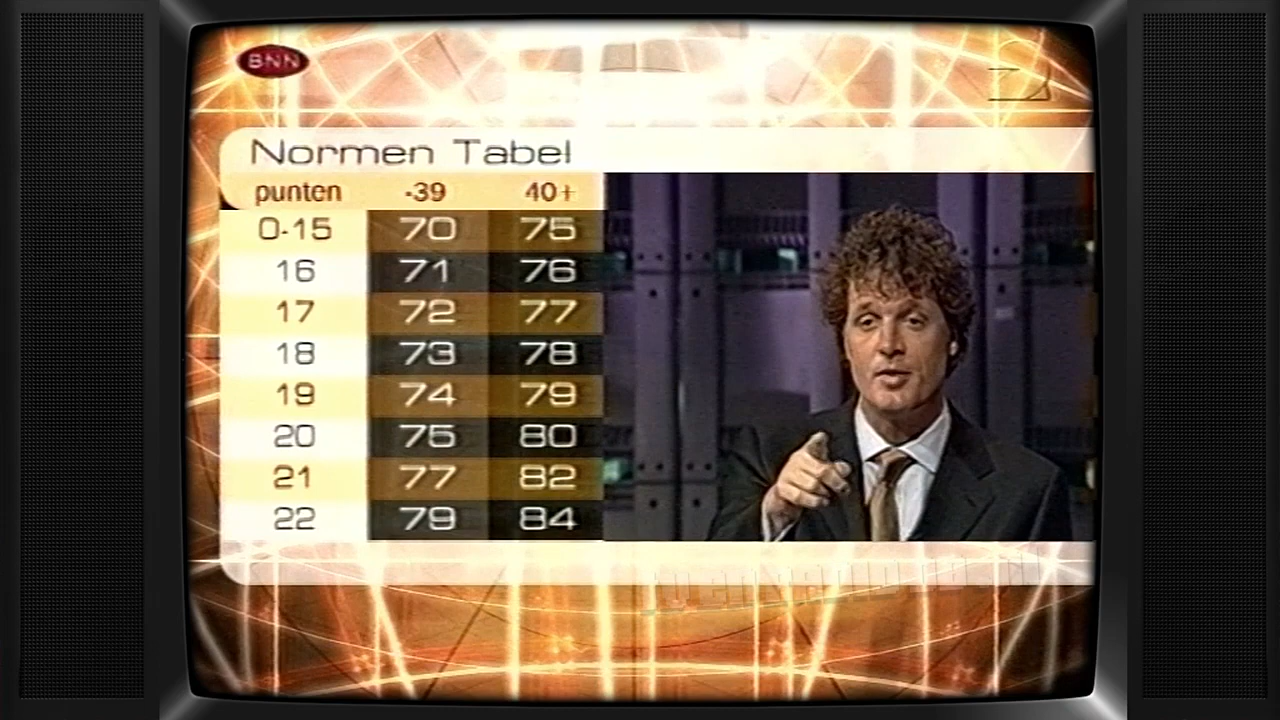 BNN
Normen Tabel
punten -39 40+
0-15 70 75
16 71 76
17 72 77
18 73 78
19 74 79
20 75 80
21 77 82
22 79 84